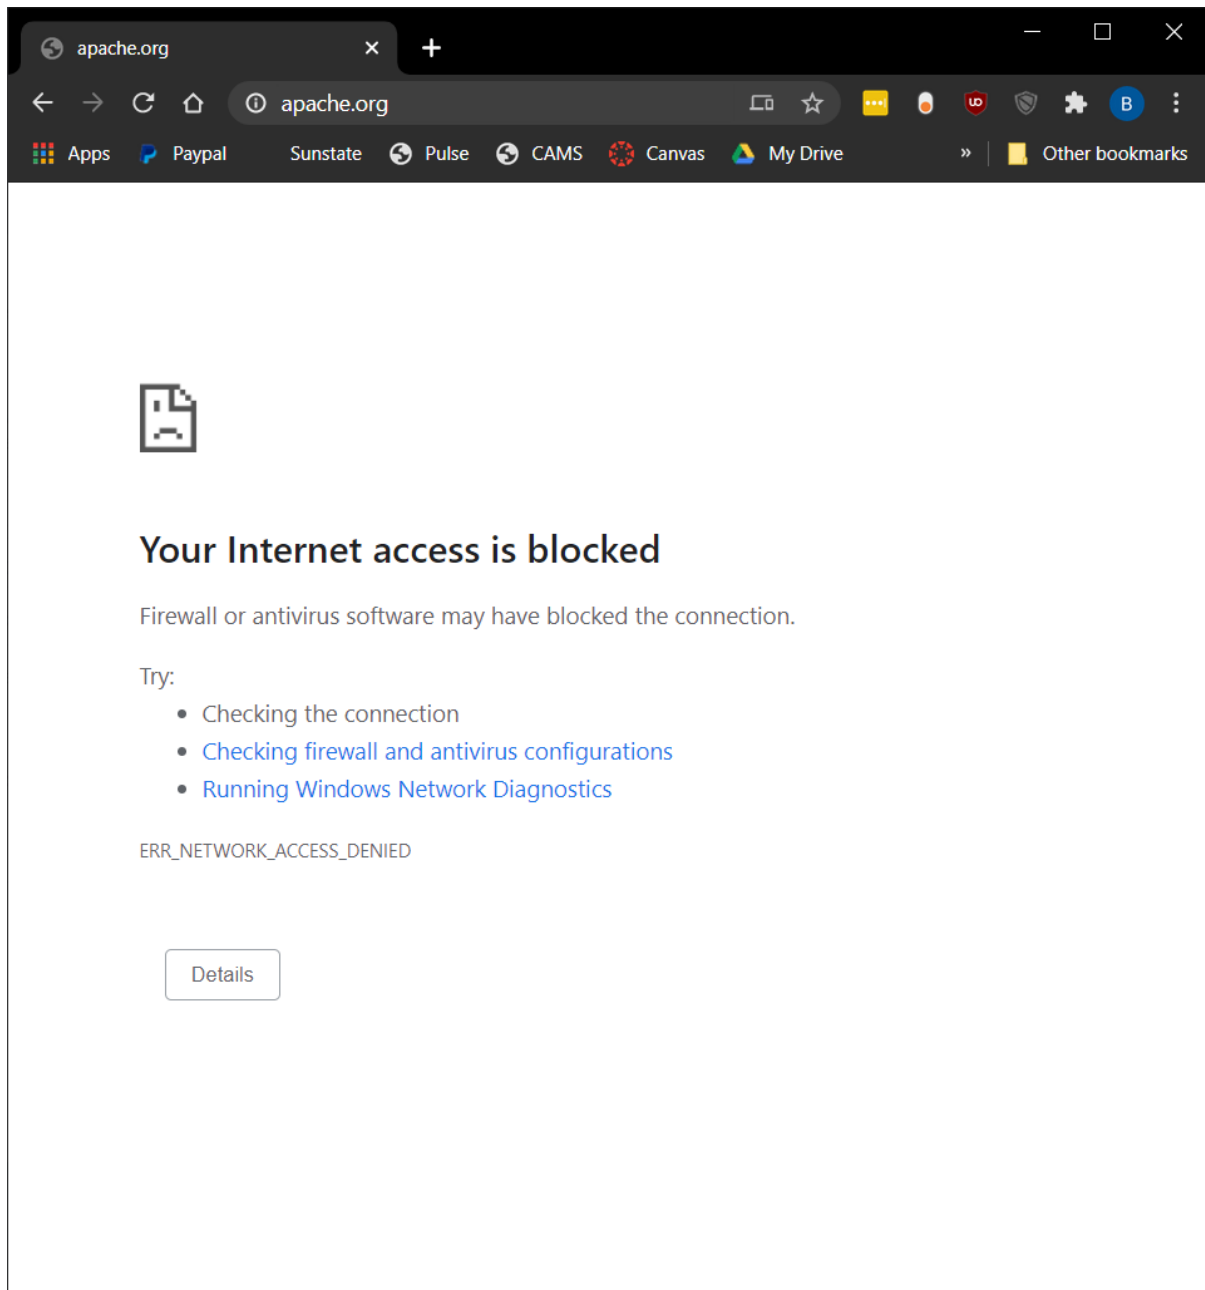 apache.org
apache.org
B
Apps Paypal Sunstate Pulse CAMS Canvas My Drive » Other bookmarks
Your Internet access is blocked
Firewall or antivirus software may have blocked the connection.
Try:
• Checking the connection
• Checking firewall and antivirus configurations
• Running Windows Network Diagnostics
ERR_NETWORK_ACCESS_DENIED
Details